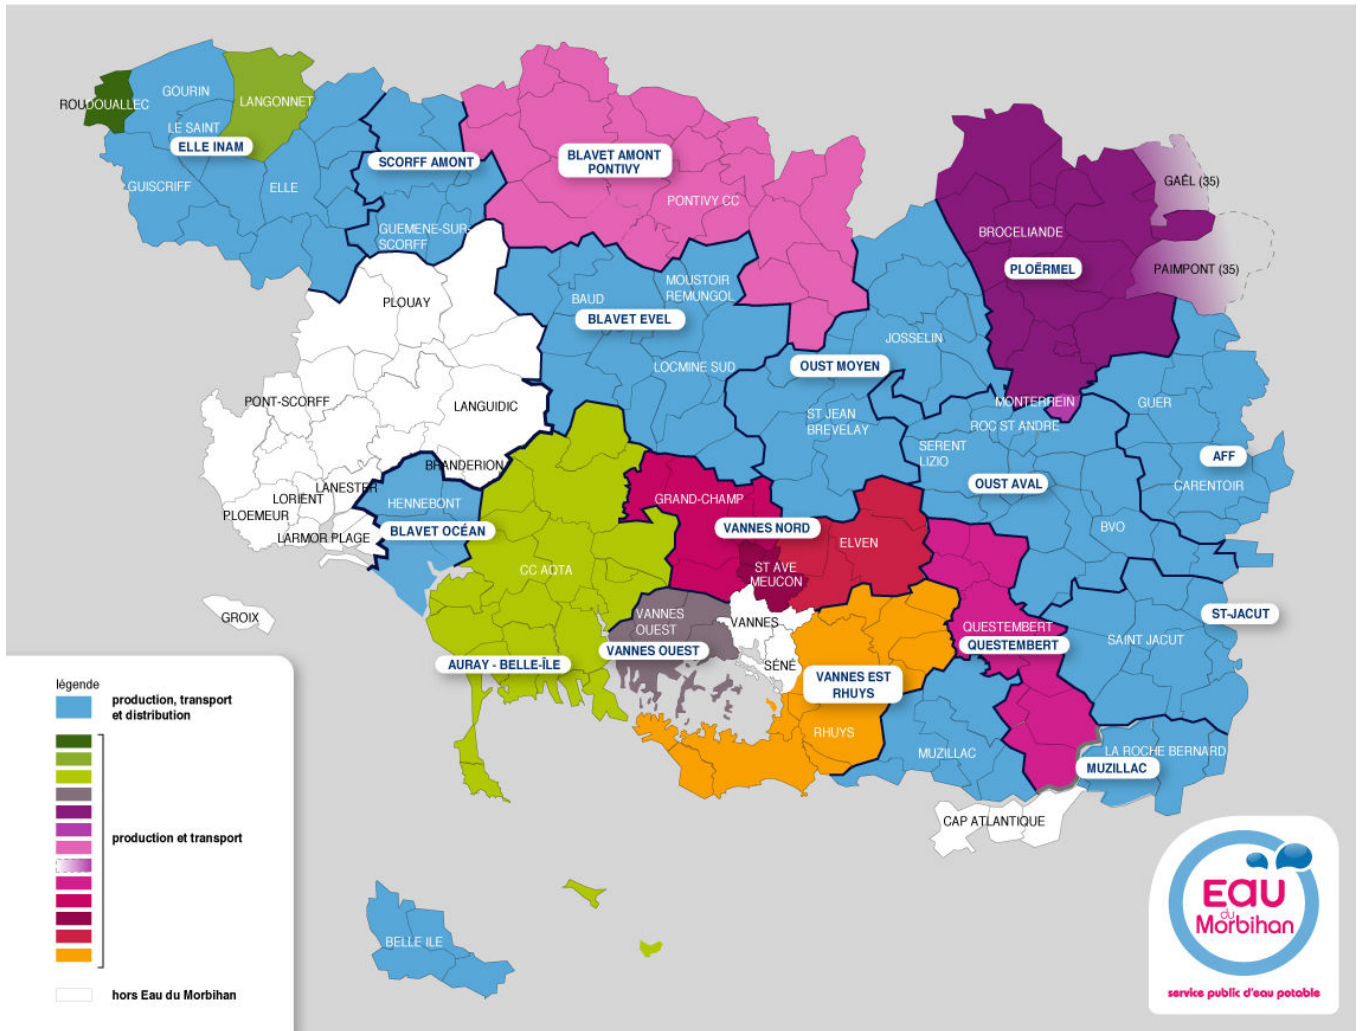 ROUDOUALLEC
GOURIN
LANGONNET
LE SAINT
ELLE INAM
GUISCRIFF
ELLE
SCORFF AMONT
GUEMENE-SUR-
SCORFF
BLAVET AMONT
PONTIVY
PONTIVY CC
GAËL (35)
BROCELIANDE
PLOËRMEL
PAIMPONT (35)
PLOUAY
MOUSTOIR
REMUNGOL
BAUD
BLAVET EVEL
JOSSELIN
LOCMINE SUD
OUST MOYEN
PONT-SCORFF
LANGUIDIC
ST JEAN
BREVELAY
MONTERREIN
GUER
ROC ST ANDRE
SERENT
LIZIO
AFF
BRANDERION
LANESTER
LORIENT
PLOEMEUR
LARMOR PLAGE
HENNEBONT
BLAVET OCÉAN
GRAND-CHAMP
VANNES NORD
OUST AVAL
CARENTOIR
BVO
ELVEN
CC AQTA
ST AVE
MEUCON
GROIX
VANNES
OUEST
VANNES
VANNES OUEST
SÉNÉ
QUESTEMBERT
QUESTEMBERT
ST-JACUT
SAINT JACUT
AURAY - BELLE-ÎLE
VANNES EST
RHUYS
RHUYS
MUZILLAC
LA ROCHE BERNARD
MUZILLAC
CAP ATLANTIQUE
BELLE ILE
légende
production, transport
et distribution
production et transport
hors Eau du Morbihan
Eau
du
Morbihan
service public d'eau potable